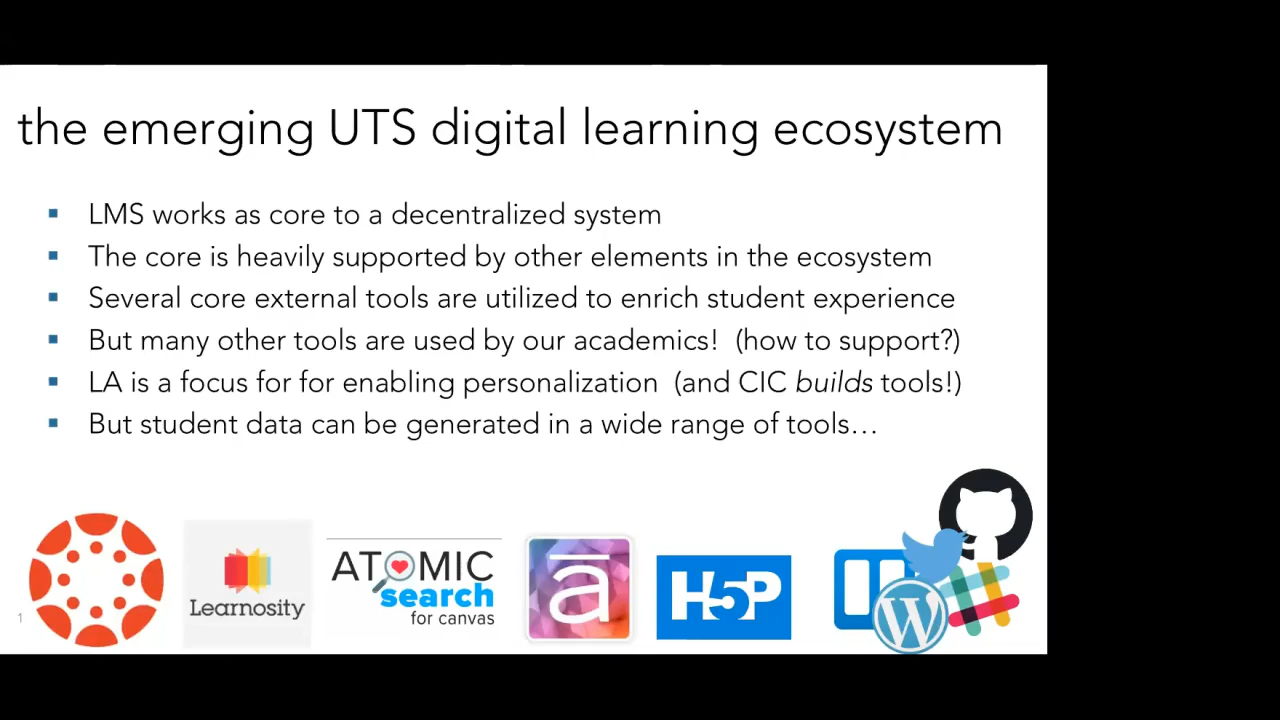 the emerging UTS digital learning ecosystem
LMS works as core to a decentralized system
The core is heavily supported by other elements in the ecosystem
Several core external tools are utilized to enrich student experience
But many other tools are used by our academics! (how to support?)
LA is a focus for for enabling personalization (and CIC builds tools!)
But student data can be generated in a wide range of tools…
1
Learnosity
ATOMIC
search
for canvas
ā
H5P
W